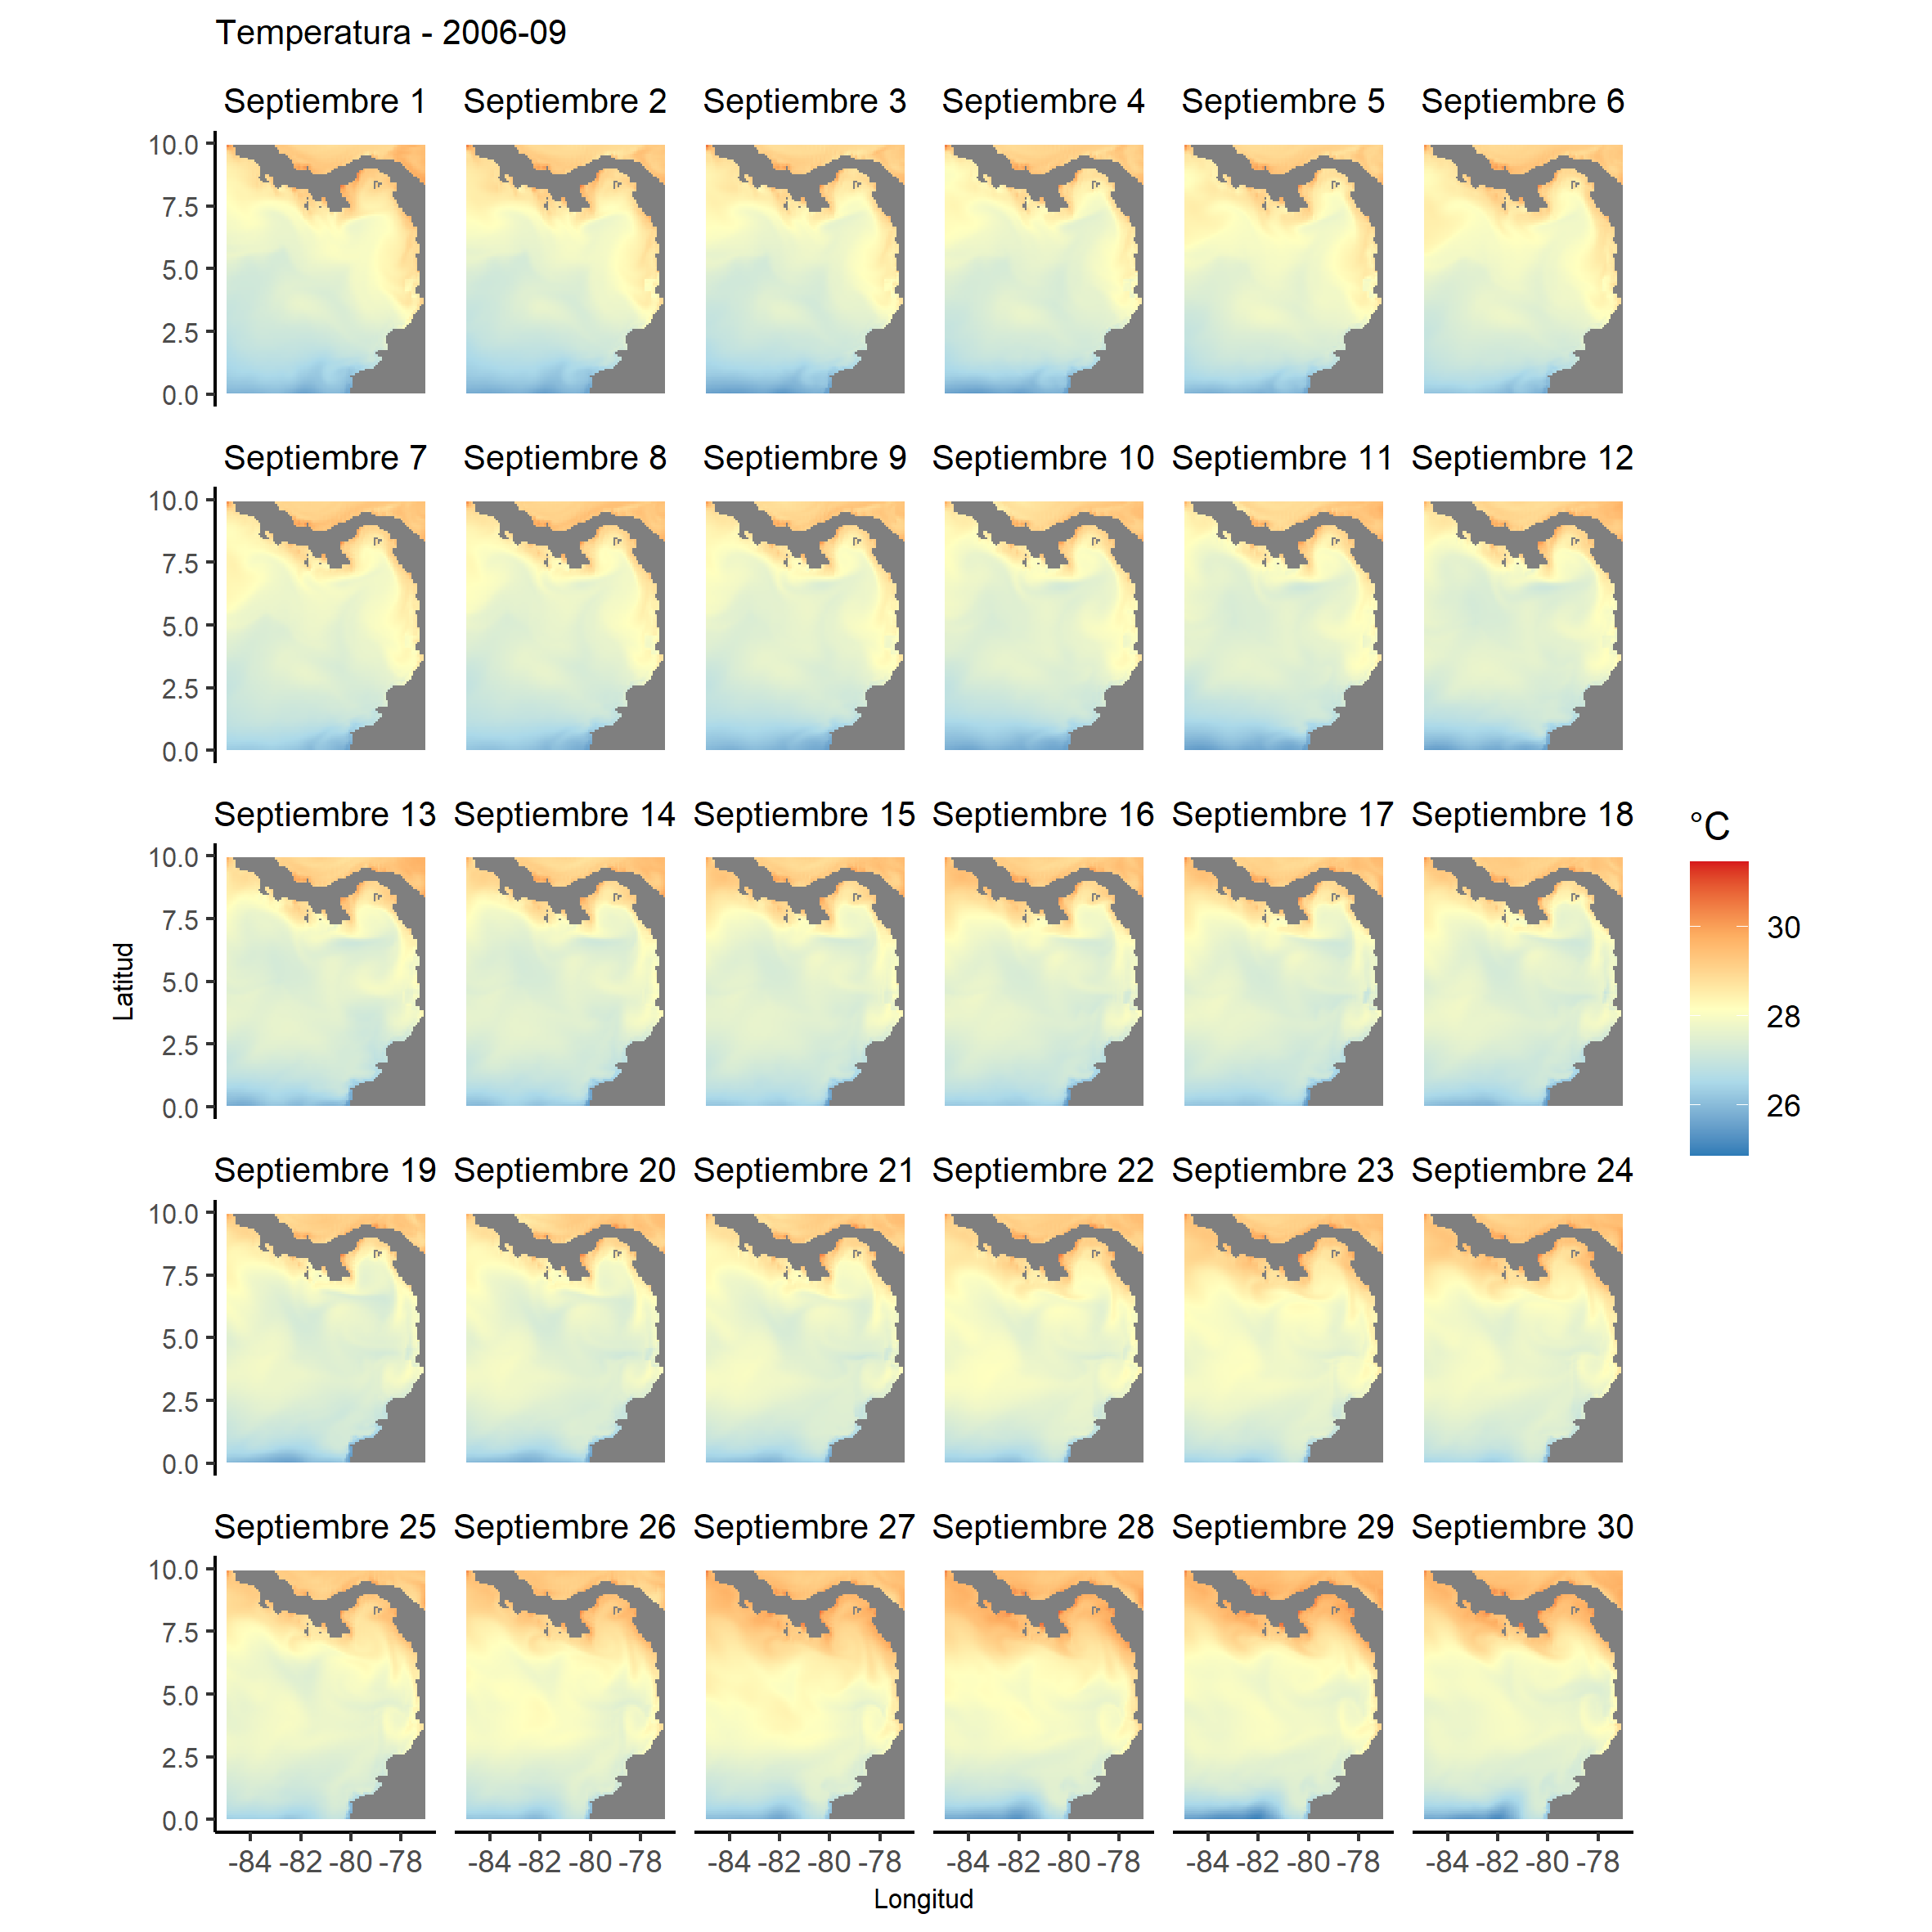 Temperatura - 2006-09
Septiembre 1 Septiembre 2 Septiembre 3 Septiembre 4 Septiembre 5 Septiembre 6
10.0
7.5
5.0
2.5
0.0
Septiembre 7 Septiembre 8 Septiembre 9 Septiembre 10 Septiembre 11 Septiembre 12
10.0
7.5
5.0
2.5
0.0
Septiembre 13 Septiembre 14 Septiembre 15 Septiembre 16 Septiembre 17 Septiembre 18
10.0
7.5
5.0
2.5
0.0
Latitud
°C
30
28
26
Septiembre 19 Septiembre 20 Septiembre 21 Septiembre 22 Septiembre 23 Septiembre 24
10.0
7.5
5.0
2.5
0.0
Septiembre 25 Septiembre 26 Septiembre 27 Septiembre 28 Septiembre 29 Septiembre 30
10.0
7.5
5.0
2.5
0.0
-84 -82 -80 -78 -84 -82 -80 -78 -84 -82 -80 -78 -84 -82 -80 -78 -84 -82 -80 -78 -84 -82 -80 -78
Longitud